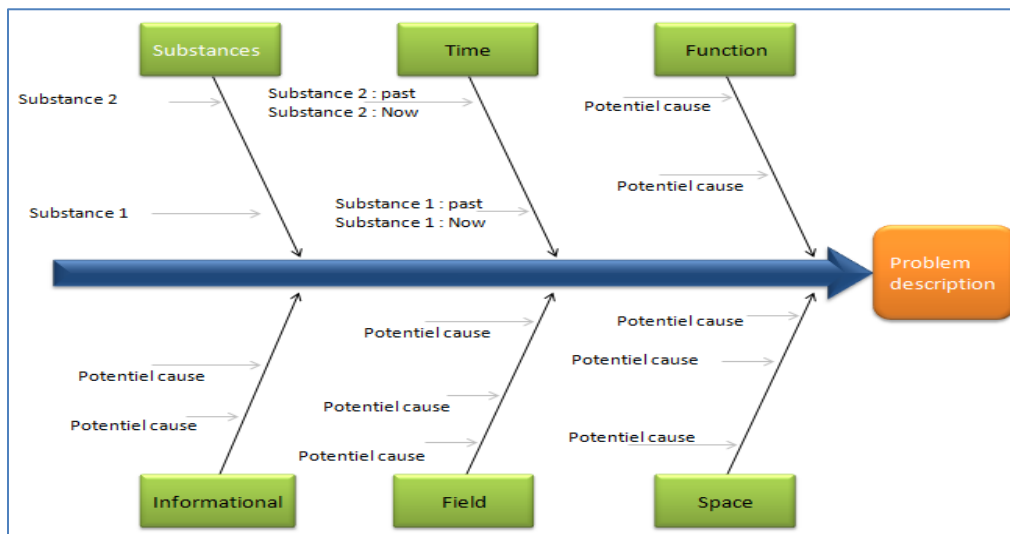 Substances
Time
Function
Substance 2
Substance 2 : past
Substance 2 : Now
Potentiel cause
Potentiel cause
Substance 1
Substance 1 : past
Substance 1 : Now
Problem
description
Potentiel cause
Potentiel cause
Potentiel cause
Potentiel cause
Potentiel cause
Potentiel cause
Potentiel cause
Potentiel cause
Informational
Field
Space